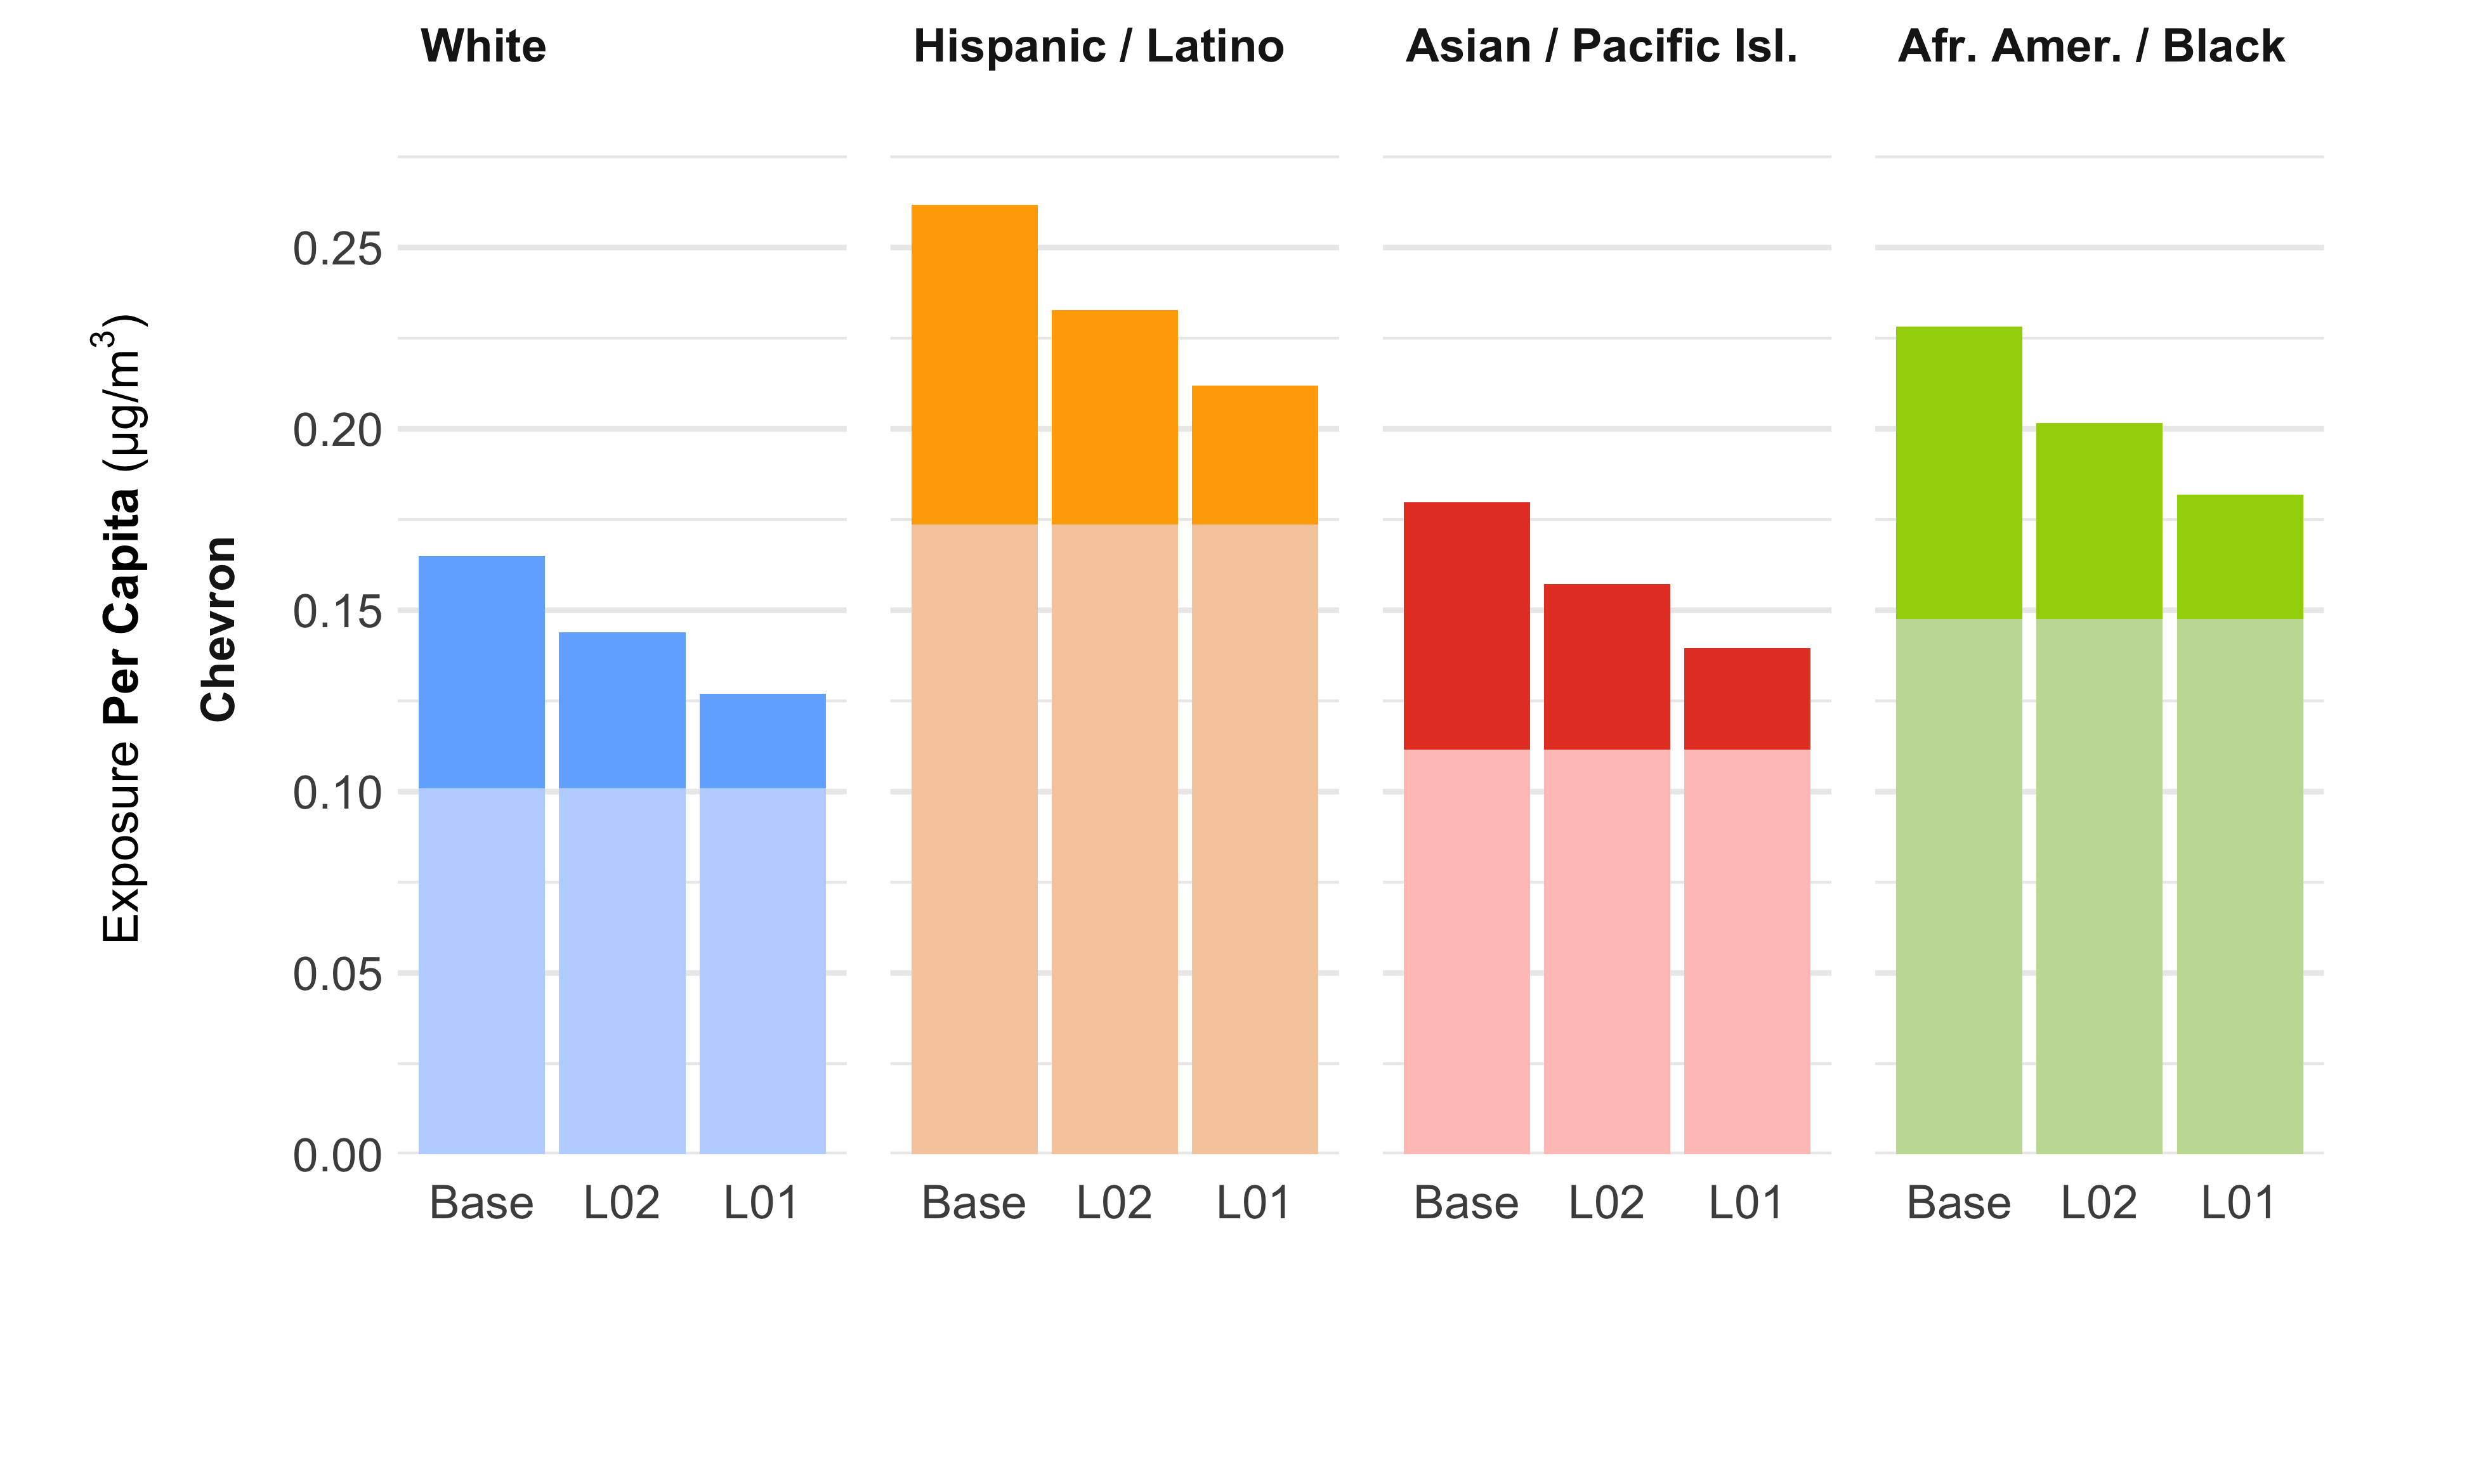 White
Hispanic / Latino
Asian / Pacific Isl.
Afr. Amer. / Black
Exposure Per Capita (µg/m³)
Chevron
0.25
0.20
0.15
0.10
0.05
0.00
Base L02 L01
Base L02 L01
Base L02 L01
Base L02 L01